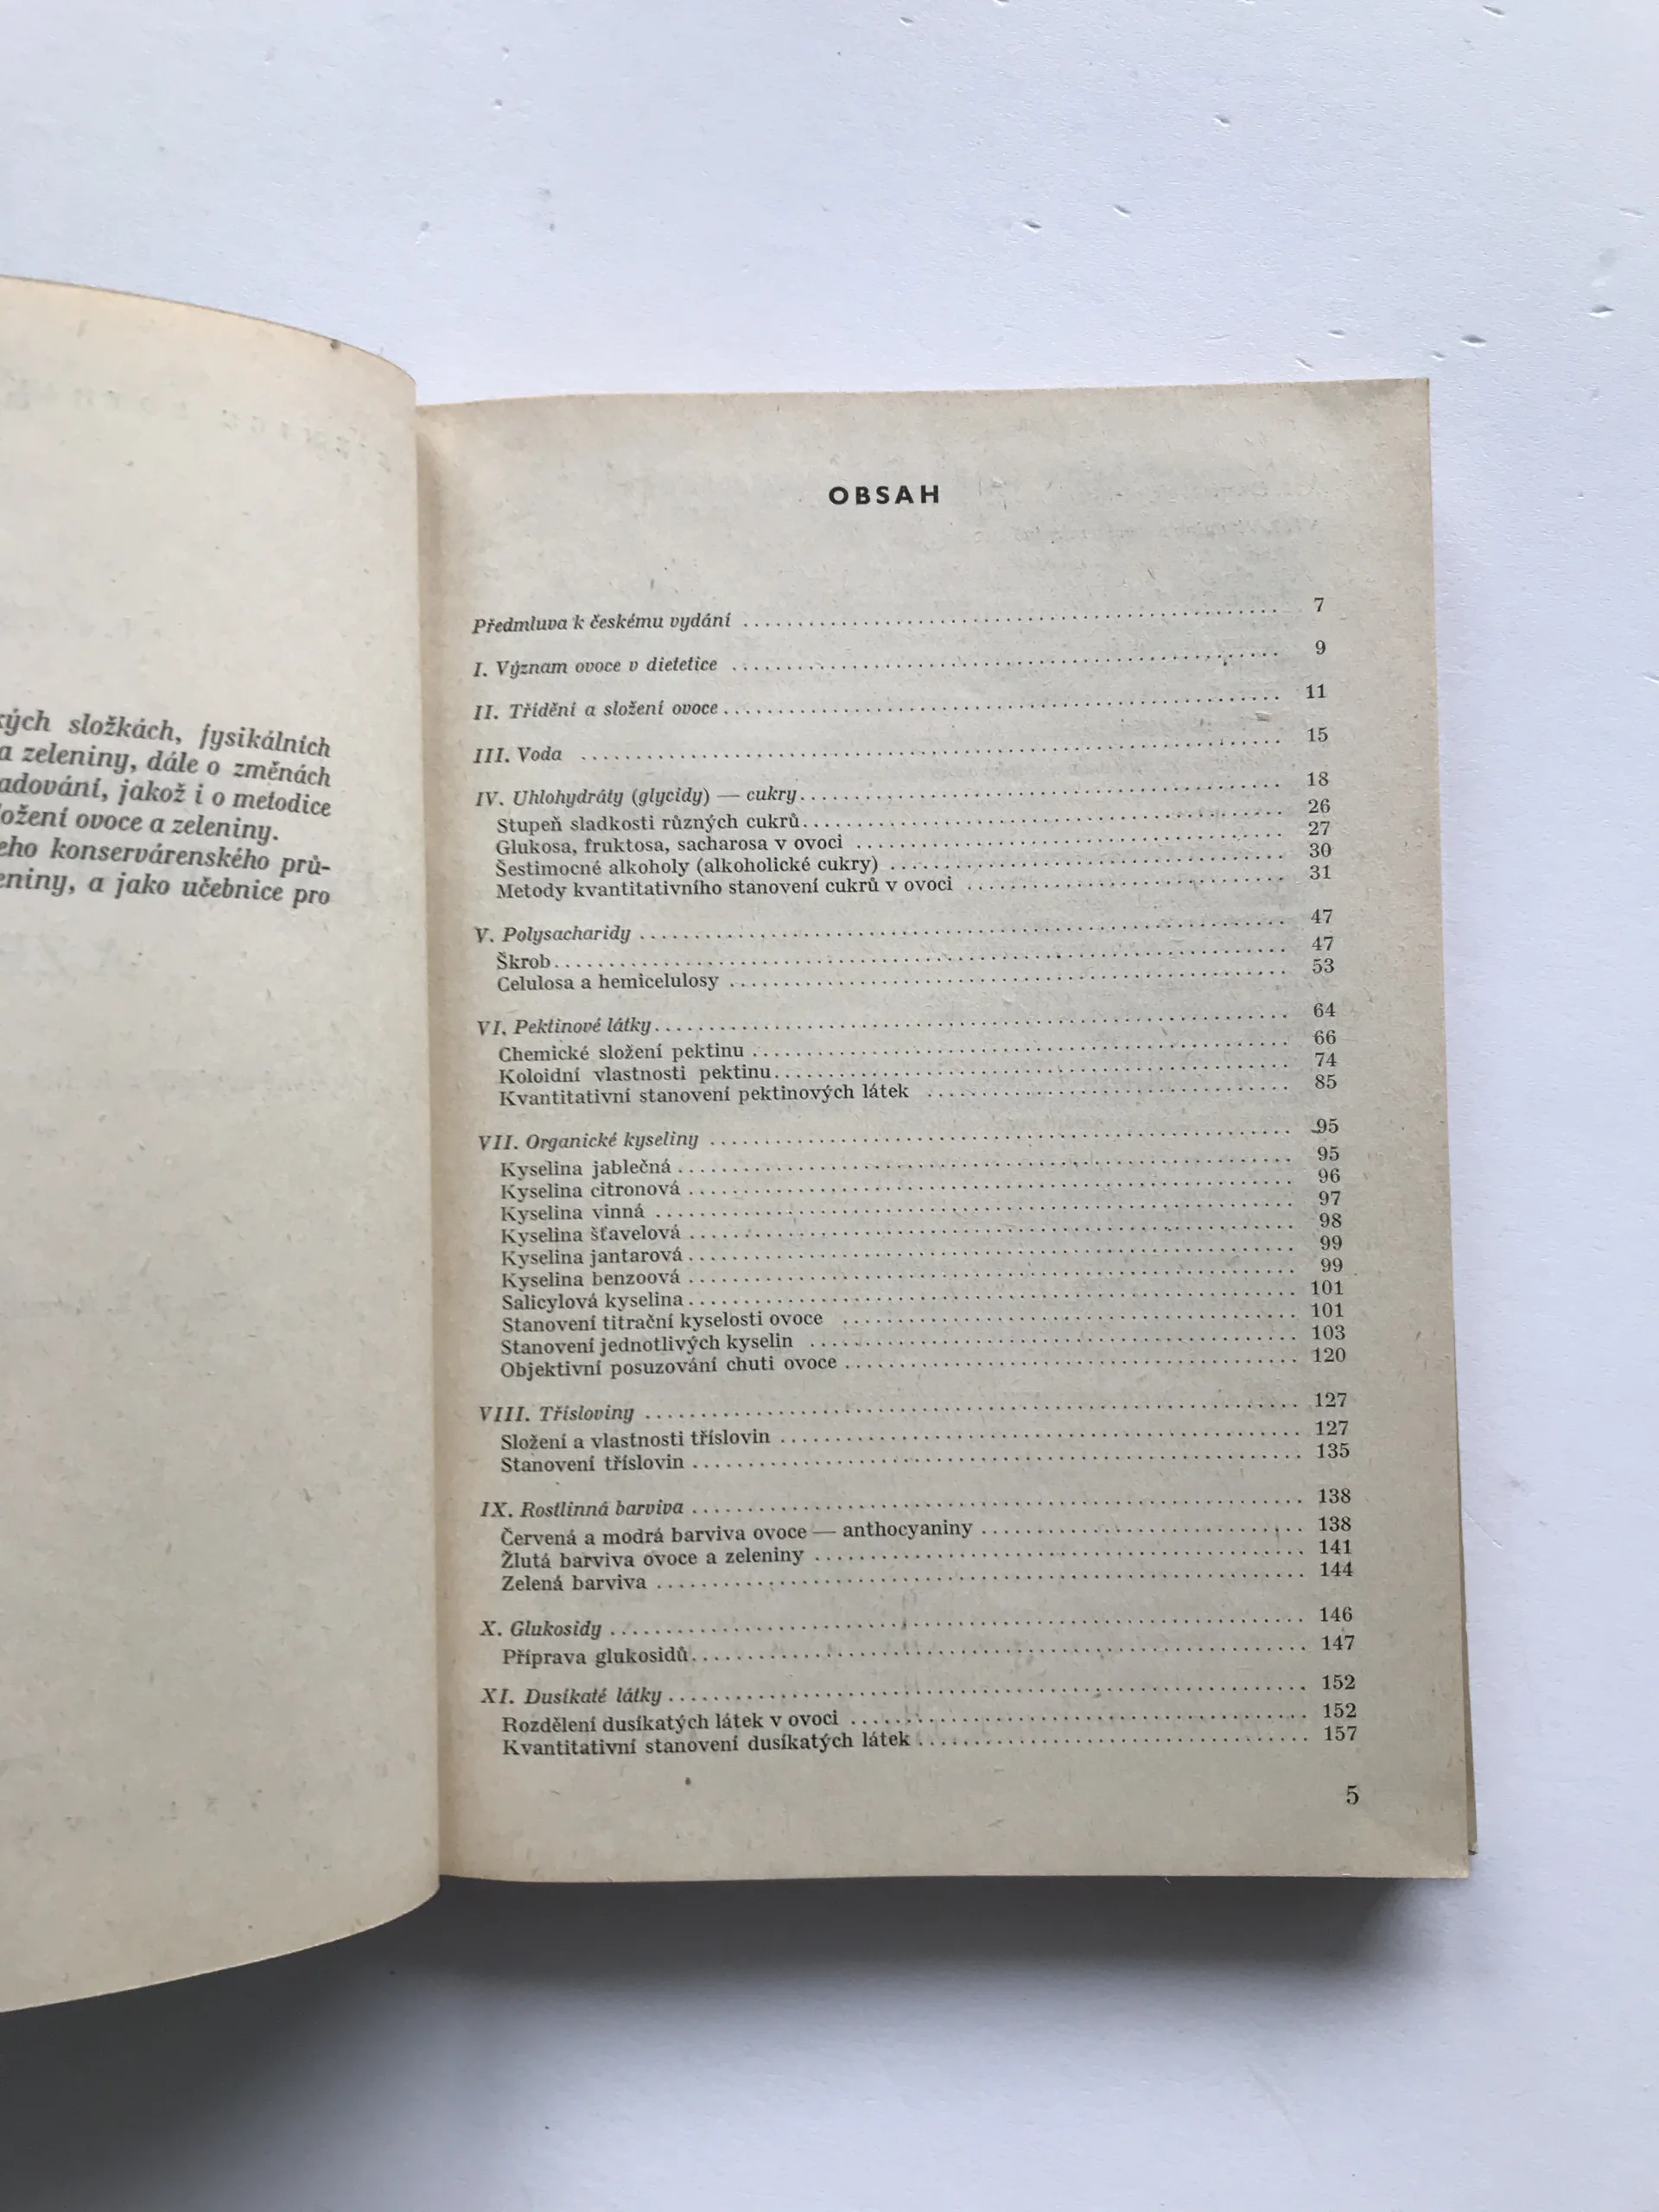 kých složkách, fysikálních
a zeleniny, dále o změnách
adování, jakož i o metodice
ložení ovoce a zeleniny.
eho konservárenského prů-
eniny, a jako učebnice pro
OBSAH
Předmluva k českému vydání ........ 7
I. Význam ovoce v dietetice ........ 9
II. Třídění a složení ovoce ........ 11
III. Voda ........ 15
IV. Uhlohydráty (glycidy) — cukry ........ 18
Stupeň sladkosti různých cukrů ........ 26
Glukosa, fruktosa, sacharosa v ovoci ........ 27
Šestimocné alkoholy (alkoholické cukry) ........ 30
Metody kvantitativního stanovení cukrů v ovoci ........ 31
V. Polysacharidy ........ 47
Škrob ........ 47
Celulosa a hemicelulosy ........ 53
VI. Pektinové látky ........ 64
Chemické složení pektinu ........ 66
Koloidní vlastnosti pektinu ........ 74
Kvantitativní stanovení pektinových látek ........ 85
VII. Organické kyseliny ........ 95
Kyselina jablečná ........ 95
Kyselina citronová ........ 96
Kyselina vinná ........ 97
Kyselina šťavelová ........ 98
Kyselina jantarová ........ 99
Kyselina benzoová ........ 99
Salicylová kyselina ........ 101
Stanovení titrační kyselosti ovoce ........ 101
Stanovení jednotlivých kyselin ........ 103
Objektivní posuzování chuti ovoce ........ 120
VIII. Třísloviny ........ 127
Složení a vlastnosti tříslovin ........ 127
Stanovení tříslovin ........ 135
IX. Rostlinná barviva ........ 138
Červená a modrá barviva ovoce — anthocyaniny ........ 138
Žlutá barviva ovoce a zeleniny ........ 141
Zelená barviva ........ 144
X. Glukosidy ........ 146
Příprava glukosidů ........ 147
XI. Dusíkaté látky ........ 152
Rozdělení dusíkatých látek v ovoci ........ 152
Kvantitativní stanovení dusíkatých látek ........ 157
5